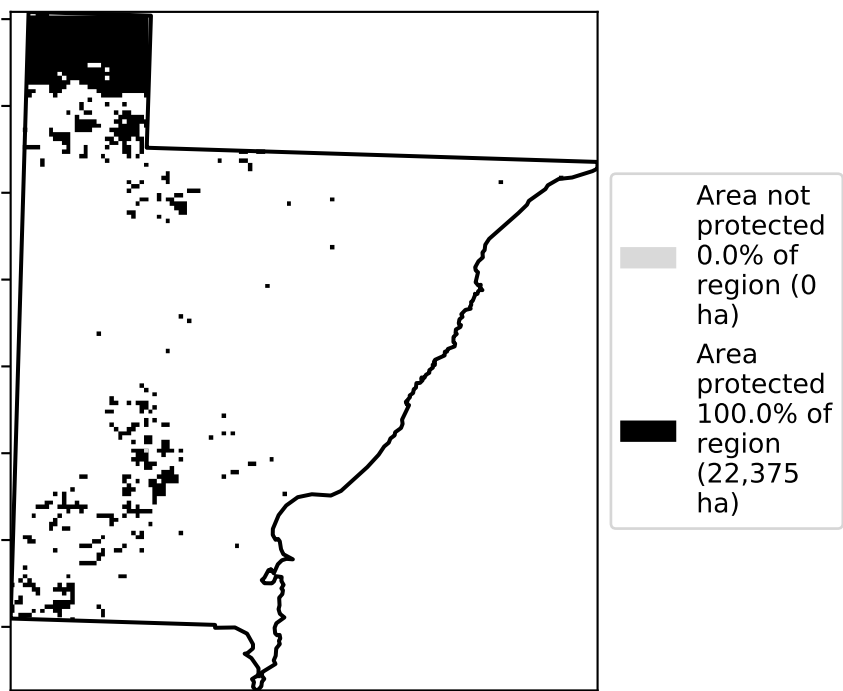 Area not
protected
0.0% of
region (0
ha)
Area
protected
100.0% of
region
(22,375
ha)